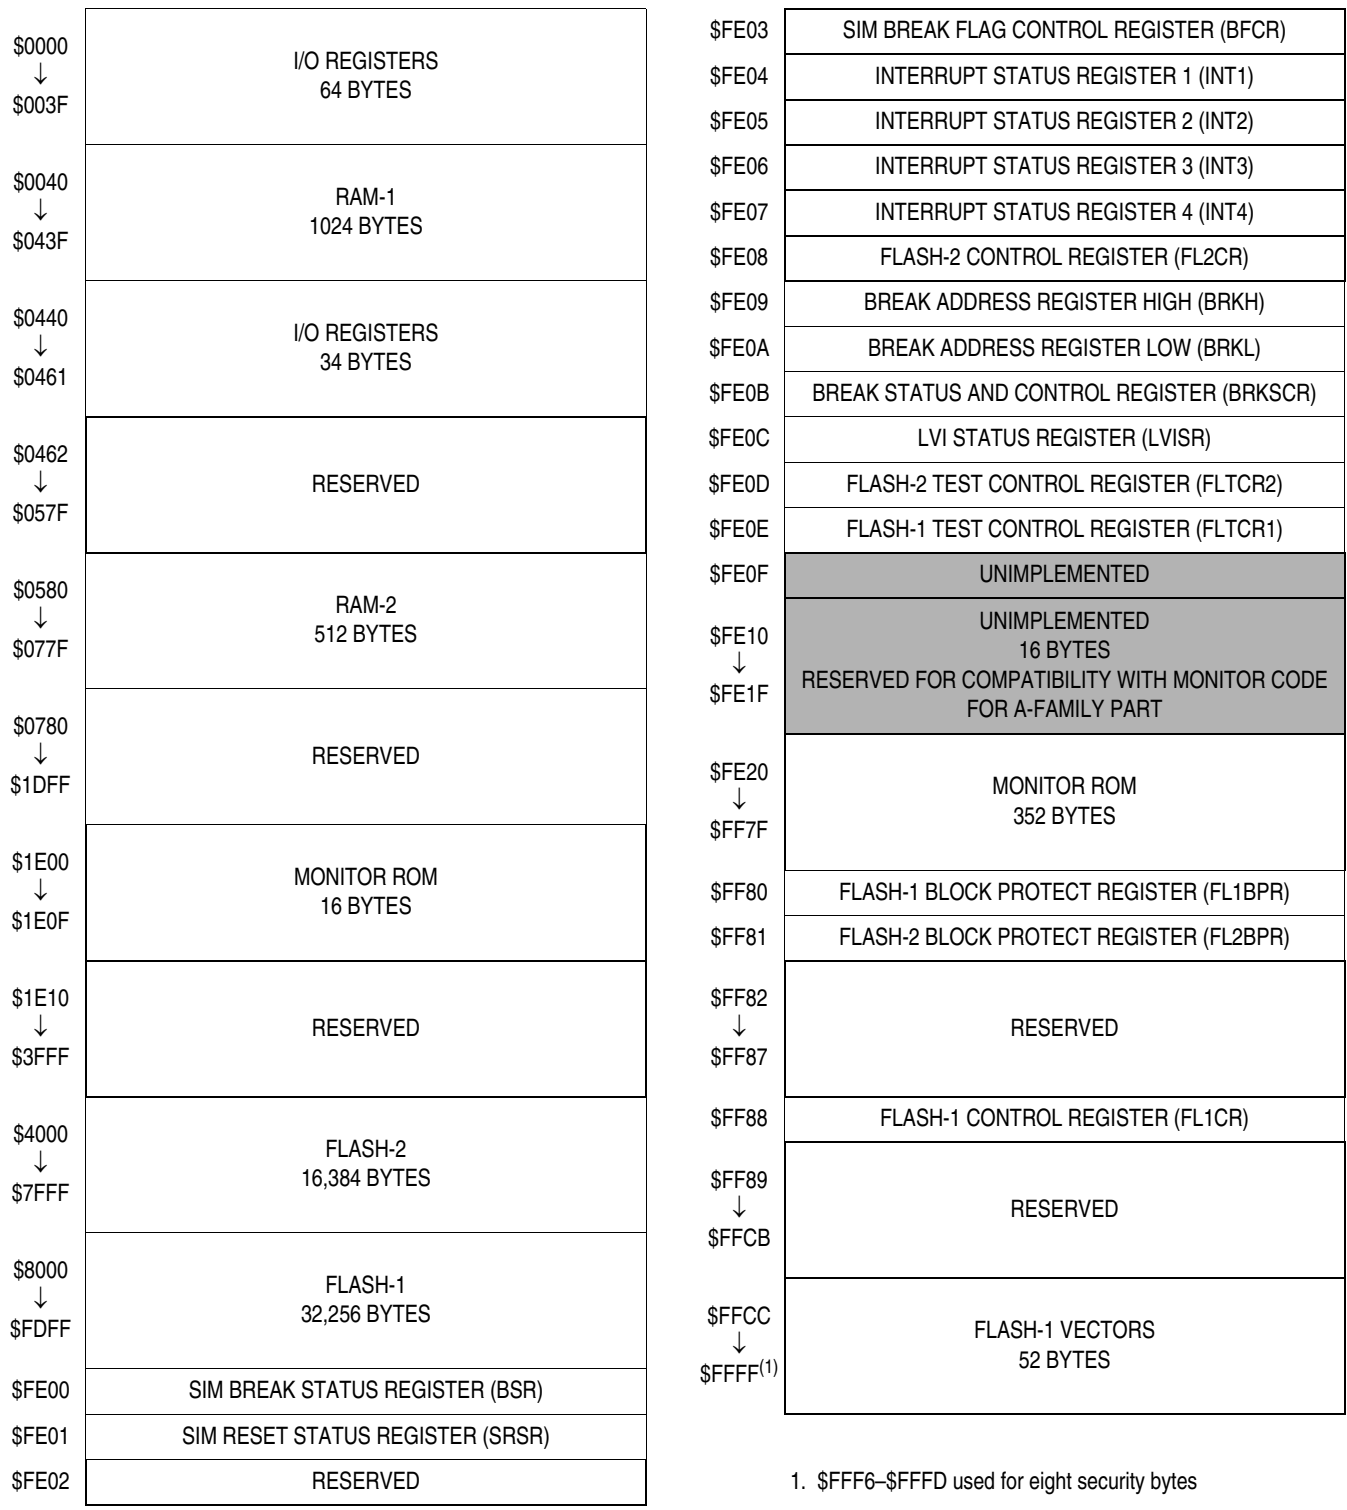 $0000
↓
$003F
I/O REGISTERS
64 BYTES
$0040
↓
$043F
RAM-1
1024 BYTES
$0440
↓
$0461
I/O REGISTERS
34 BYTES
$0462
↓
$057F
RESERVED
$0580
↓
$077F
RAM-2
512 BYTES
$0780
↓
$1DFF
RESERVED
$1E00
↓
$1E0F
MONITOR ROM
16 BYTES
$1E10
↓
$3FFF
RESERVED
$4000
↓
$7FFF
FLASH-2
16,384 BYTES
$8000
↓
$FDFF
FLASH-1
32,256 BYTES
$FE00 SIM BREAK STATUS REGISTER (BSR)
$FE01 SIM RESET STATUS REGISTER (SRSR)
$FE02 RESERVED
$FE03 SIM BREAK FLAG CONTROL REGISTER (BFCR)
$FE04 INTERRUPT STATUS REGISTER 1 (INT1)
$FE05 INTERRUPT STATUS REGISTER 2 (INT2)
$FE06 INTERRUPT STATUS REGISTER 3 (INT3)
$FE07 INTERRUPT STATUS REGISTER 4 (INT4)
$FE08 FLASH-2 CONTROL REGISTER (FL2CR)
$FE09 BREAK ADDRESS REGISTER HIGH (BRKH)
$FE0A BREAK ADDRESS REGISTER LOW (BRKL)
$FE0B BREAK STATUS AND CONTROL REGISTER (BRKSCR)
$FE0C LVI STATUS REGISTER (LVISR)
$FE0D FLASH-2 TEST CONTROL REGISTER (FLTCR2)
$FE0E FLASH-1 TEST CONTROL REGISTER (FLTCR1)
$FE0F UNIMPLEMENTED
$FE10
↓
$FE1F
UNIMPLEMENTED
16 BYTES
RESERVED FOR COMPATIBILITY WITH MONITOR CODE
FOR A-FAMILY PART
$FE20
↓
$FF7F
MONITOR ROM
352 BYTES
$FF80 FLASH-1 BLOCK PROTECT REGISTER (FL1BPR)
$FF81 FLASH-2 BLOCK PROTECT REGISTER (FL2BPR)
$FF82
↓
$FF87
RESERVED
$FF88 FLASH-1 CONTROL REGISTER (FL1CR)
$FF89
↓
$FFCB
RESERVED
$FFCC
↓
$FFFF(1)
FLASH-1 VECTORS
52 BYTES
1. $FFF6–$FFFD used for eight security bytes